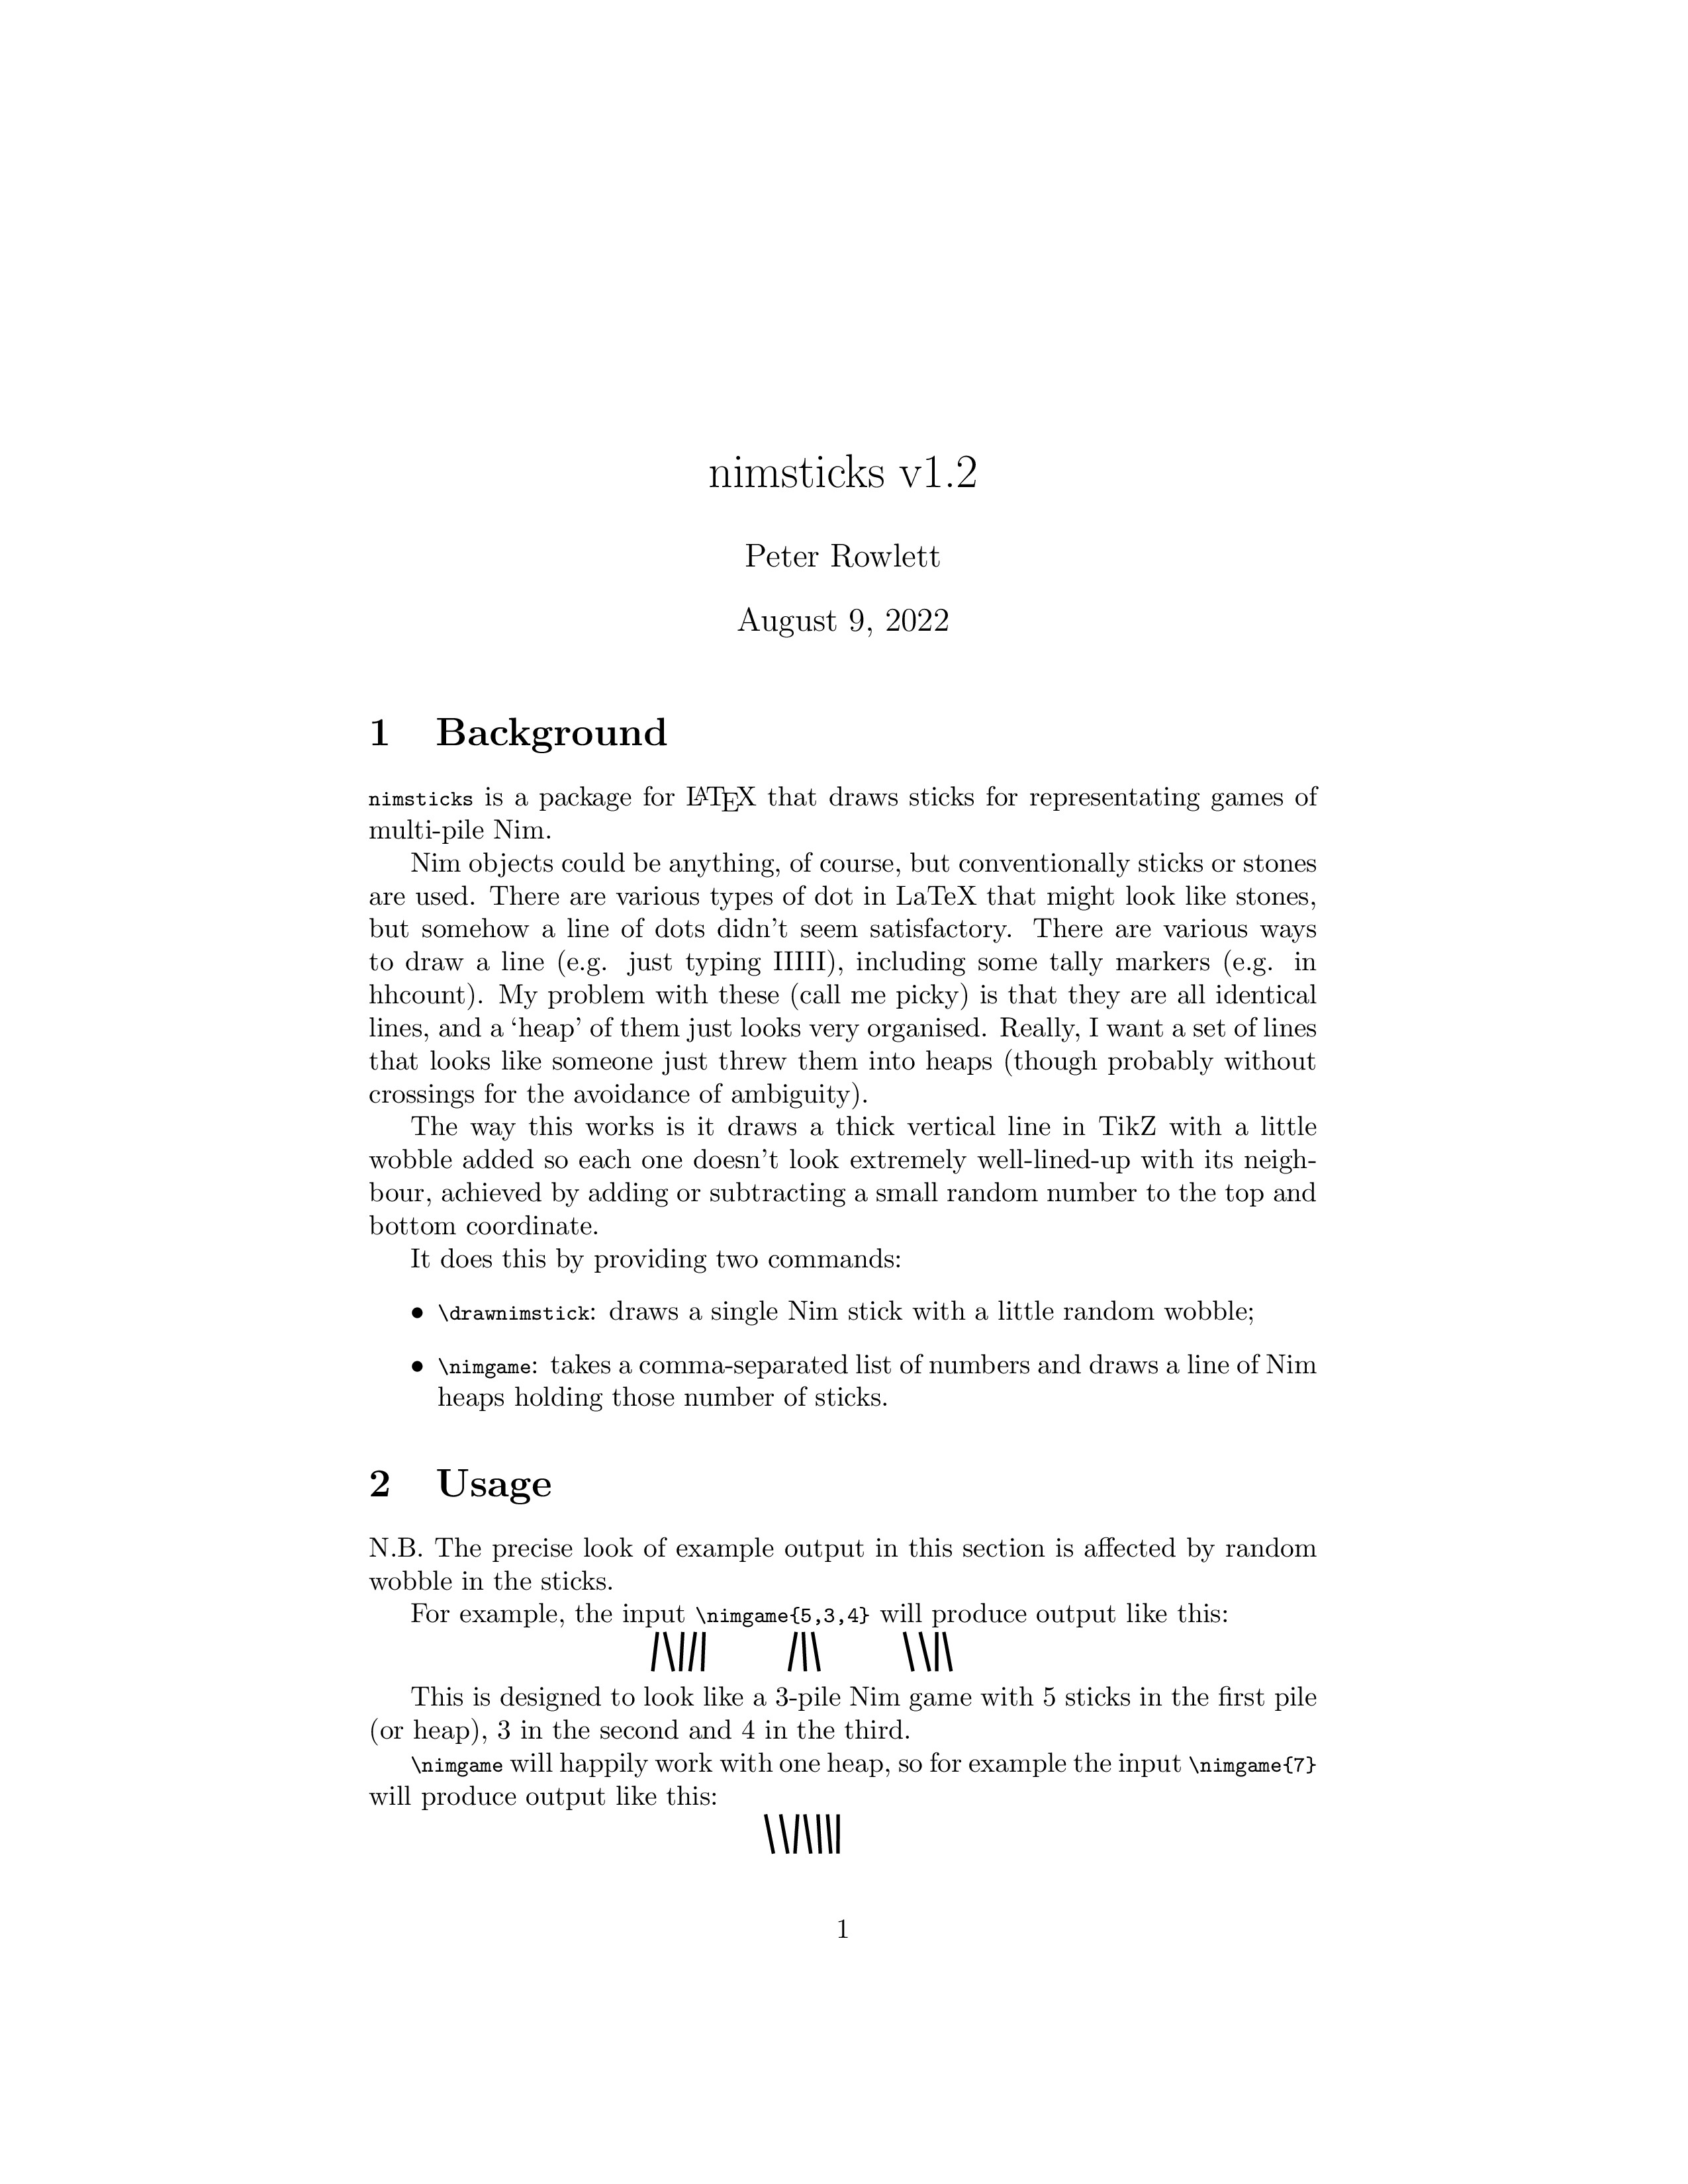 nimsticks v1.2
Peter Rowlett
August 9, 2022
1 Background
nimsticks is a package for LATEX that draws sticks for representating games of
multi-pile Nim.
Nim objects could be anything, of course, but conventionally sticks or stones
are used. There are various types of dot in LaTeX that might look like stones,
but somehow a line of dots didn't seem satisfactory. There are various ways
to draw a line (e.g. just typing IIIII), including some tally markers (e.g. in
hhcount). My problem with these (call me picky) is that they are all identical
lines, and a ‘heap’ of them just looks very organised. Really, I want a set of lines
that looks like someone just threw them into heaps (though probably without
crossings for the avoidance of ambiguity).
The way this works is it draws a thick vertical line in TikZ with a little
wobble added so each one doesn't look extremely well-lined-up with its neigh-
bour, achieved by adding or subtracting a small random number to the top and
bottom coordinate.
It does this by providing two commands:
• \drawnimstick: draws a single Nim stick with a little random wobble;
• \nimgame: takes a comma-separated list of numbers and draws a line of Nim
heaps holding those number of sticks.
2 Usage
N.B. The precise look of example output in this section is affected by random
wobble in the sticks.
For example, the input \nimgame{5,3,4} will produce output like this:
This is designed to look like a 3-pile Nim game with 5 sticks in the first pile
(or heap), 3 in the second and 4 in the third.
\nimgame will happily work with one heap, so for example the input \nimgame{7}
will produce output like this:
1